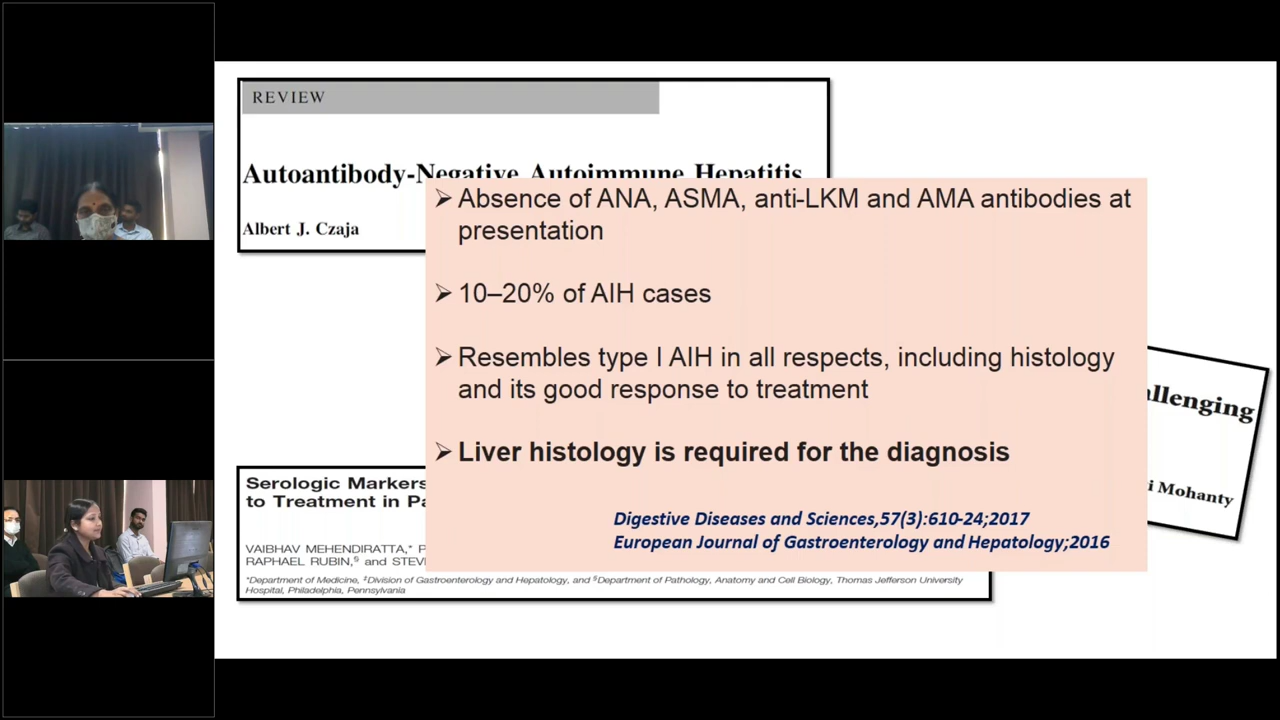 REVIEW
Autoantibody-Negative Autoimmune Hepatitis
Albert J. Czaja
➢ Absence of ANA, ASMA, anti-LKM and AMA antibodies at
presentation
➢ 10–20% of AIH cases
➢ Resembles type I AIH in all respects, including histology
and its good response to treatment
➢ Liver histology is required for the diagnosis
Digestive Diseases and Sciences,57(3):610-24;2017
European Journal of Gastroenterology and Hepatology;2016
allenging
i Mohanty
Serologic Markers
to Treatment in Pa
VAIBHAV MEHENDIRATTA,* P
RAPHAEL RUBIN,§ and STEV
*Department of Medicine, ‡Division of Gastroenterology and Hepatology, and §Department of Pathology, Anatomy and Cell Biology, Thomas Jefferson University
Hospital, Philadelphia, Pennsylvania